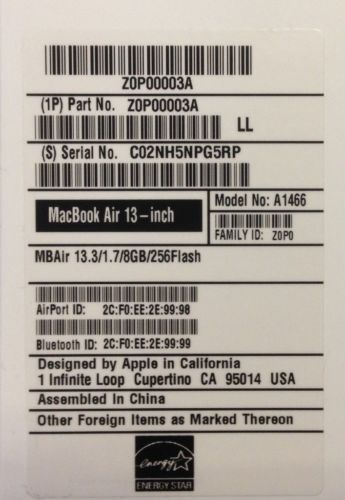 Z0P00003A
(1P) Part No. Z0P00003A
LL
(S) Serial No. C02NH5NPG5RP
MacBook Air 13-inch
Model No: A1466
FAMILY ID: Z0P0
MBAir 13.3/1.7/8GB/256Flash
AirPort ID: 2C:F0:EE:2E:99:98
Bluetooth ID: 2C:F0:EE:2E:99:99
Designed by Apple in California
1 Infinite Loop Cupertino CA 95014 USA
Assembled In China
Other Foreign Items as Marked Thereon
energy
ENERGY STAR